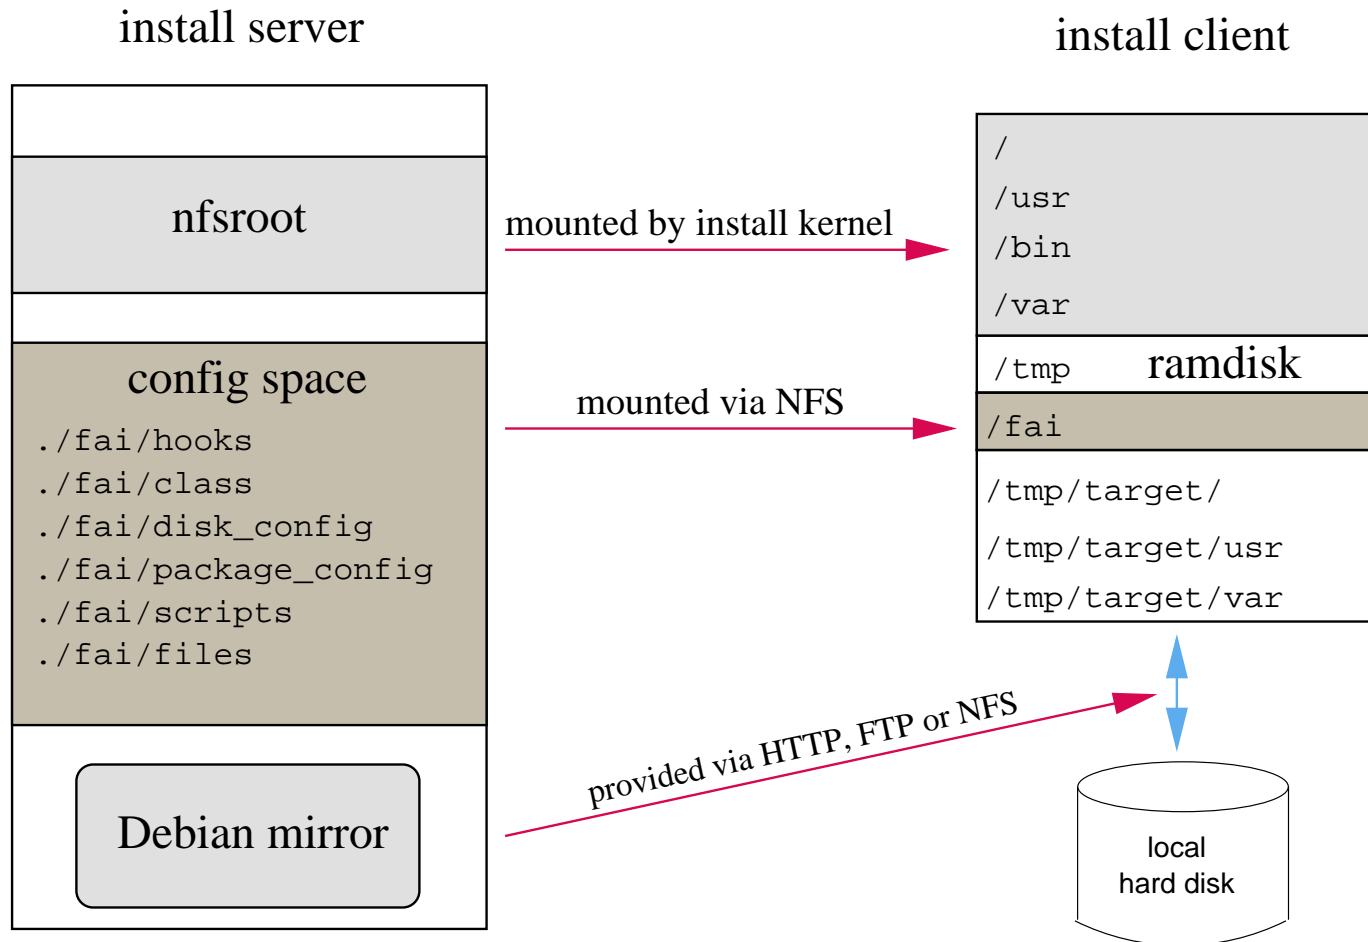 install server
install client
nfsroot
mounted by install kernel
/
/usr
/bin
/var
/tmp ramdisk
config space
./fai/hooks
./fai/class
./fai/disk_config
./fai/package_config
./fai/scripts
./fai/files
mounted via NFS
/fai
/tmp/target/
/tmp/target/usr
/tmp/target/var
provided via HTTP, FTP or NFS
Debian mirror
local
hard disk